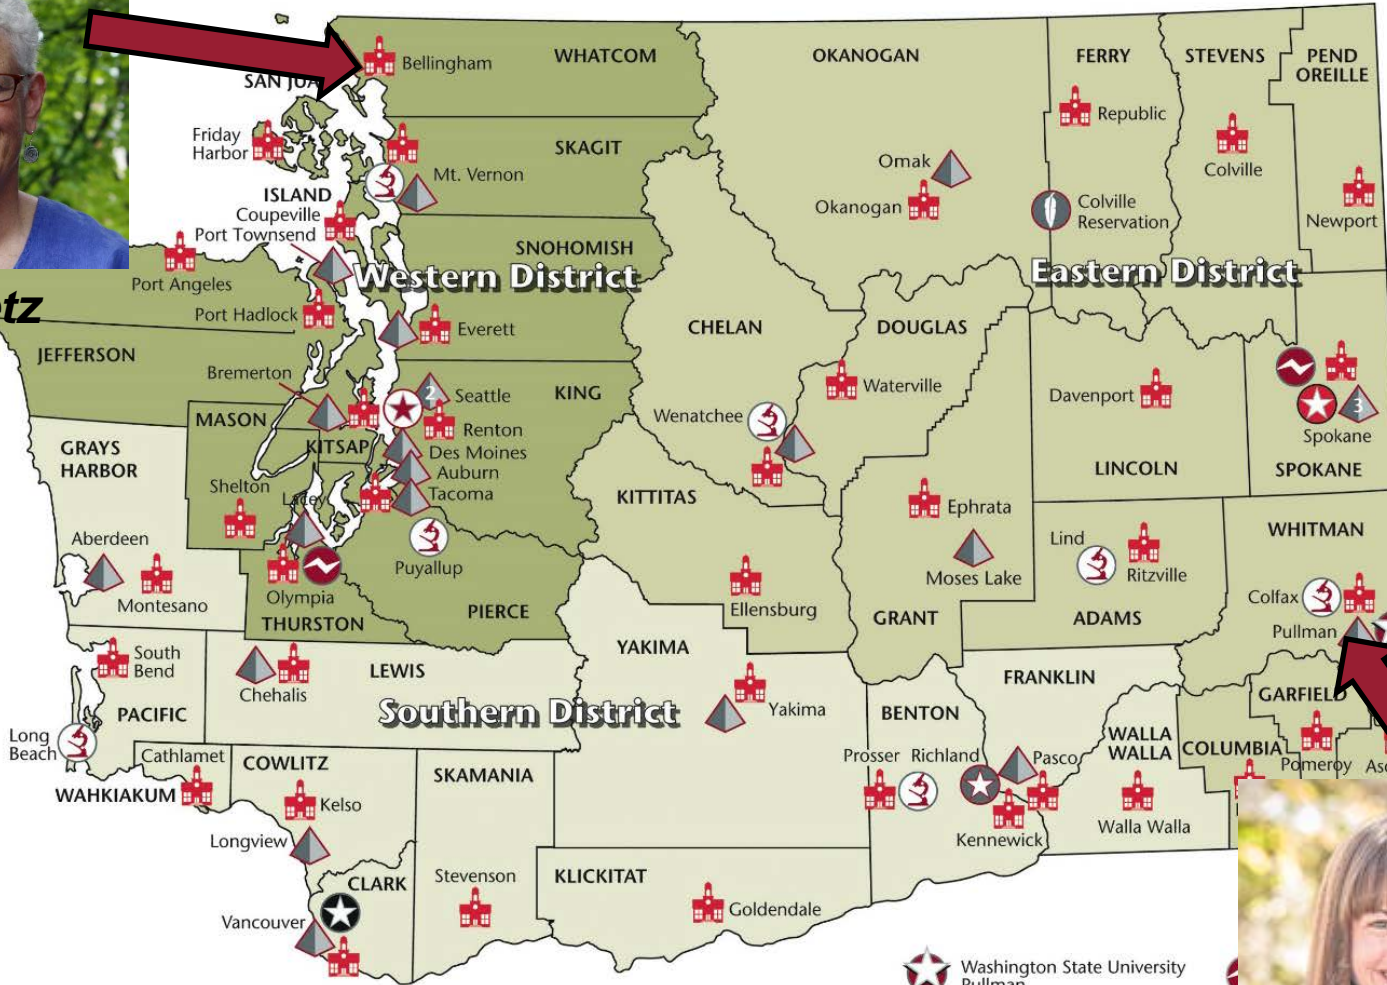 WHATCOM
Bellingham
SAN JUA
OKANOGAN
FERRY
STEVENS
PEND
OREILLE
Friday
Harbor
SKAGIT
Mt. Vernon
Omak
Okanogan
Republic
Colville
Colville
Reservation
Newport
ISLAND
Coupeville
Port Townsend
SNOHOMISH
Western District
Eastern District
Port Angeles
tz
Port Hadlock
Everett
CHELAN
DOUGLAS
JEFFERSON
Bremerton
2
Seattle
KING
Waterville
Davenport
3
Spokane
MASON
Wenatchee
Renton
KITSAP
Des Moines
Auburn
Tacoma
GRAYS
HARBOR
LINCOLN
SPOKANE
Shelton
Lacey
KITTITAS
Ephrata
WHITMAN
Aberdeen
Puyallup
Moses Lake
Lind
Ritzville
Montesano
Olympia
THURSTON
PIERCE
Ellensburg
GRANT
ADAMS
Colfax
Pullman
South
Bend
LEWIS
YAKIMA
FRANKLIN
GARFIELD
Chehalis
PACIFIC
Southern District
Yakima
BENTON
WALLA
WALLA
COLUMBIA
Long
Beach
Cathlamet
COWLITZ
SKAMANIA
Prosser
Richland
Pasco
Pomeroy
Aso
WAHKIAKUM
Kelso
Longview
Kennewick
Walla Walla
CLARK
Stevenson
KLICKITAT
Vancouver
Goldendale
Washington State University
Pullman